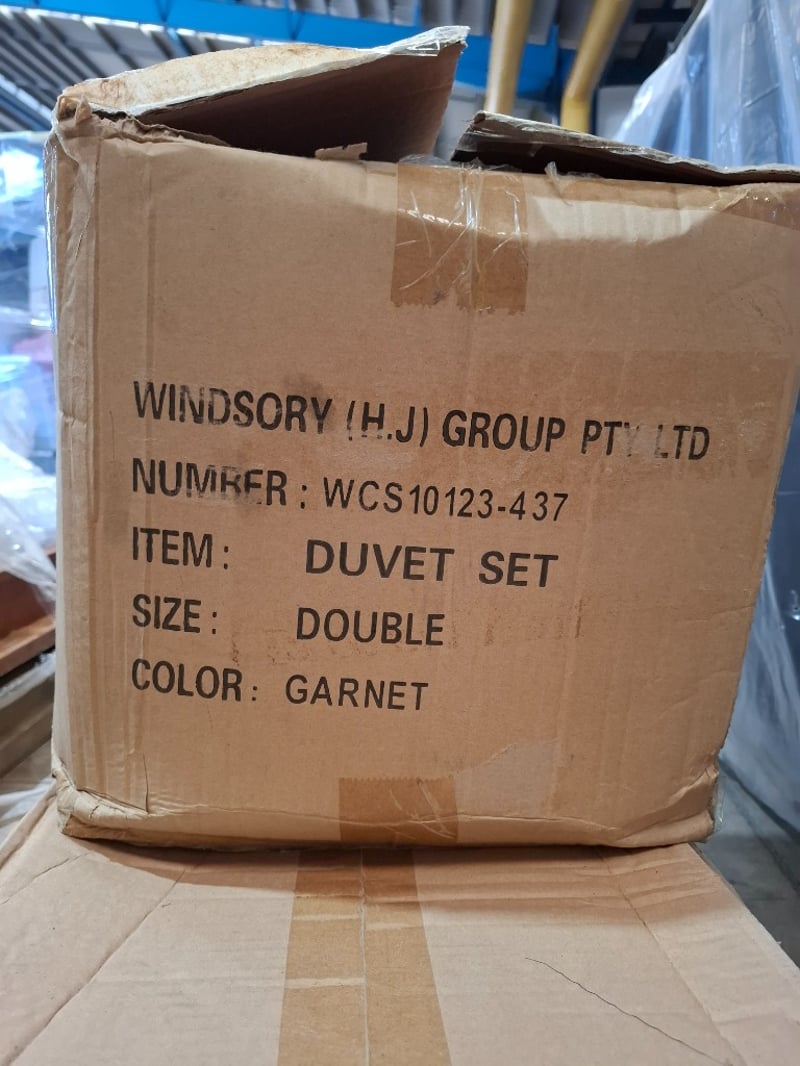 WINDSORY (H.J) GROUP PTY LTD
NUMBER : WCS10123-437
ITEM : DUVET SET
SIZE : DOUBLE
COLOR : GARNET